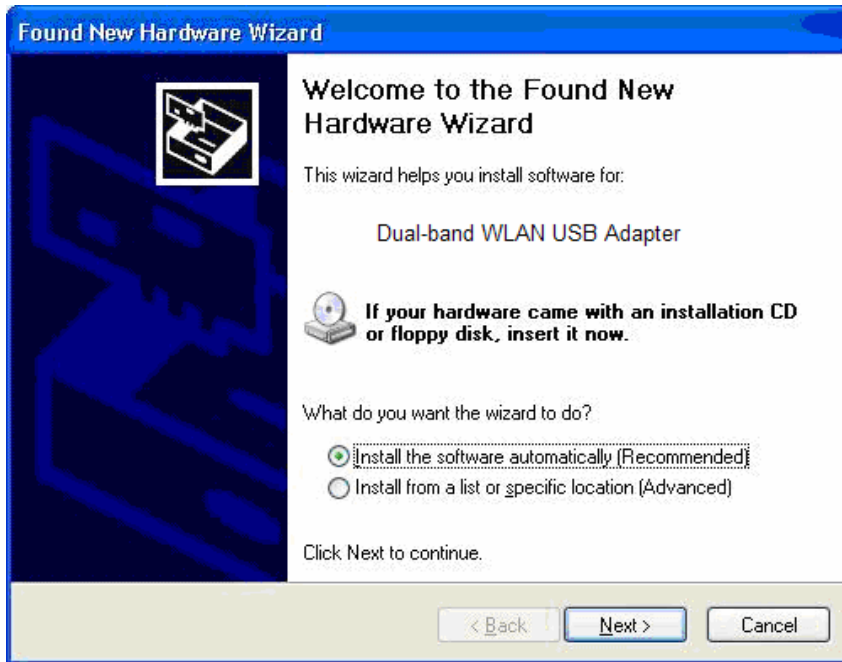 Found New Hardware Wizard
Welcome to the Found New
Hardware Wizard
This wizard helps you install software for:
Dual-band WLAN USB Adapter
If your hardware came with an installation CD
or floppy disk, insert it now.
What do you want the wizard to do?
Install the software automatically (Recommended)
Install from a list or specific location (Advanced)
Click Next to continue.
< Back
Next >
Cancel